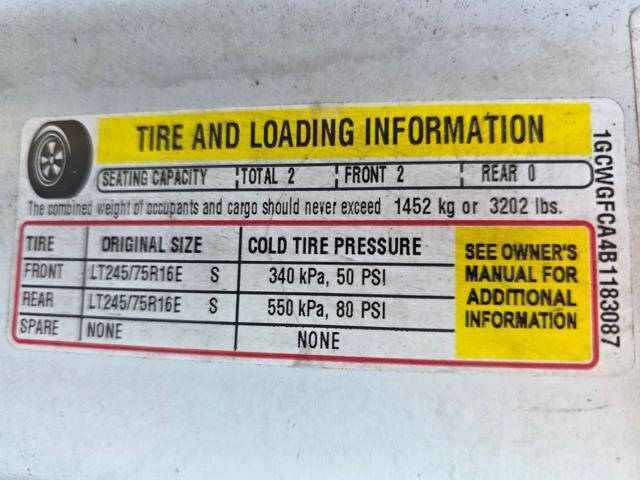 TIRE AND LOADING INFORMATION
SEATING CAPACITY TOTAL 2 FRONT 2 REAR 0
The combined weight of occupants and cargo should never exceed 1452 kg or 3202 lbs.
TIRE ORIGINAL SIZE COLD TIRE PRESSURE
FRONT LT245/75R16E S 340 kPa, 50 PSI
REAR LT245/75R16E S 550 kPa, 80 PSI
SPARE NONE NONE
SEE OWNER'S
MANUAL FOR
ADDITIONAL
INFORMATION
1GCWGFCA4B1183087